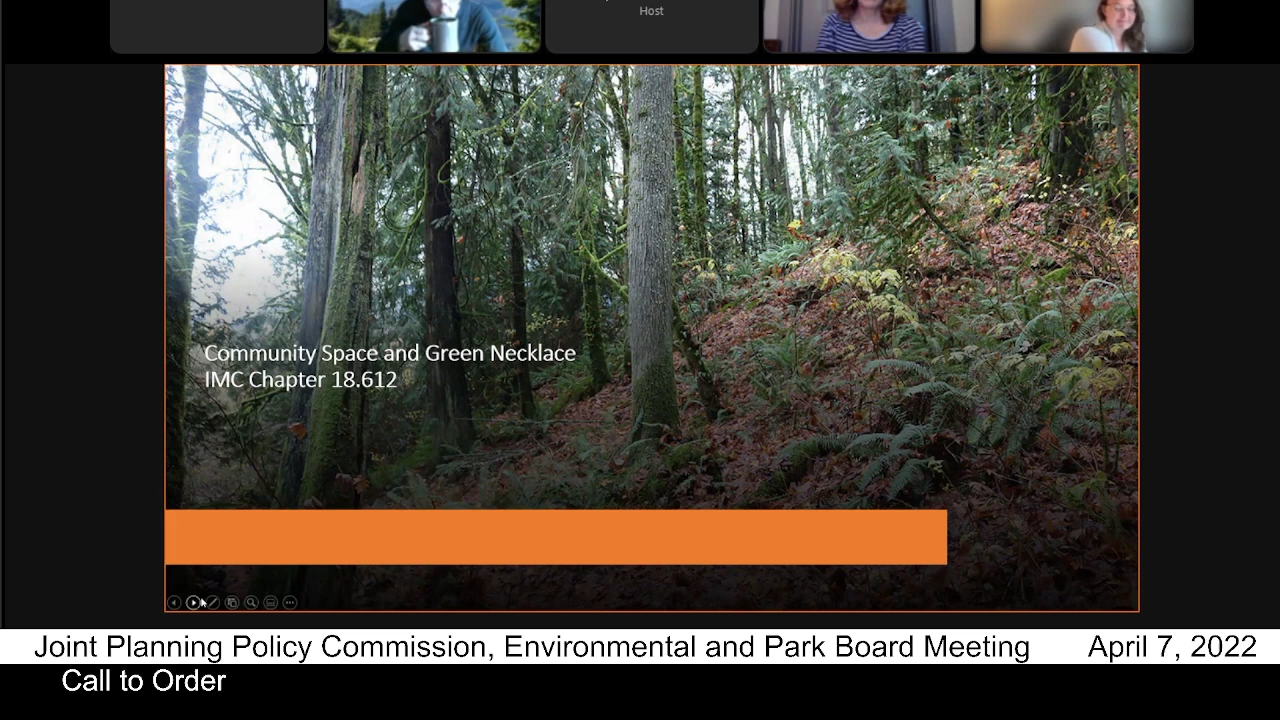 Host
Community Space and Green Necklace
IMC Chapter 18.612
Joint Planning Policy Commission, Environmental and Park Board Meeting April 7, 2022
Call to Order